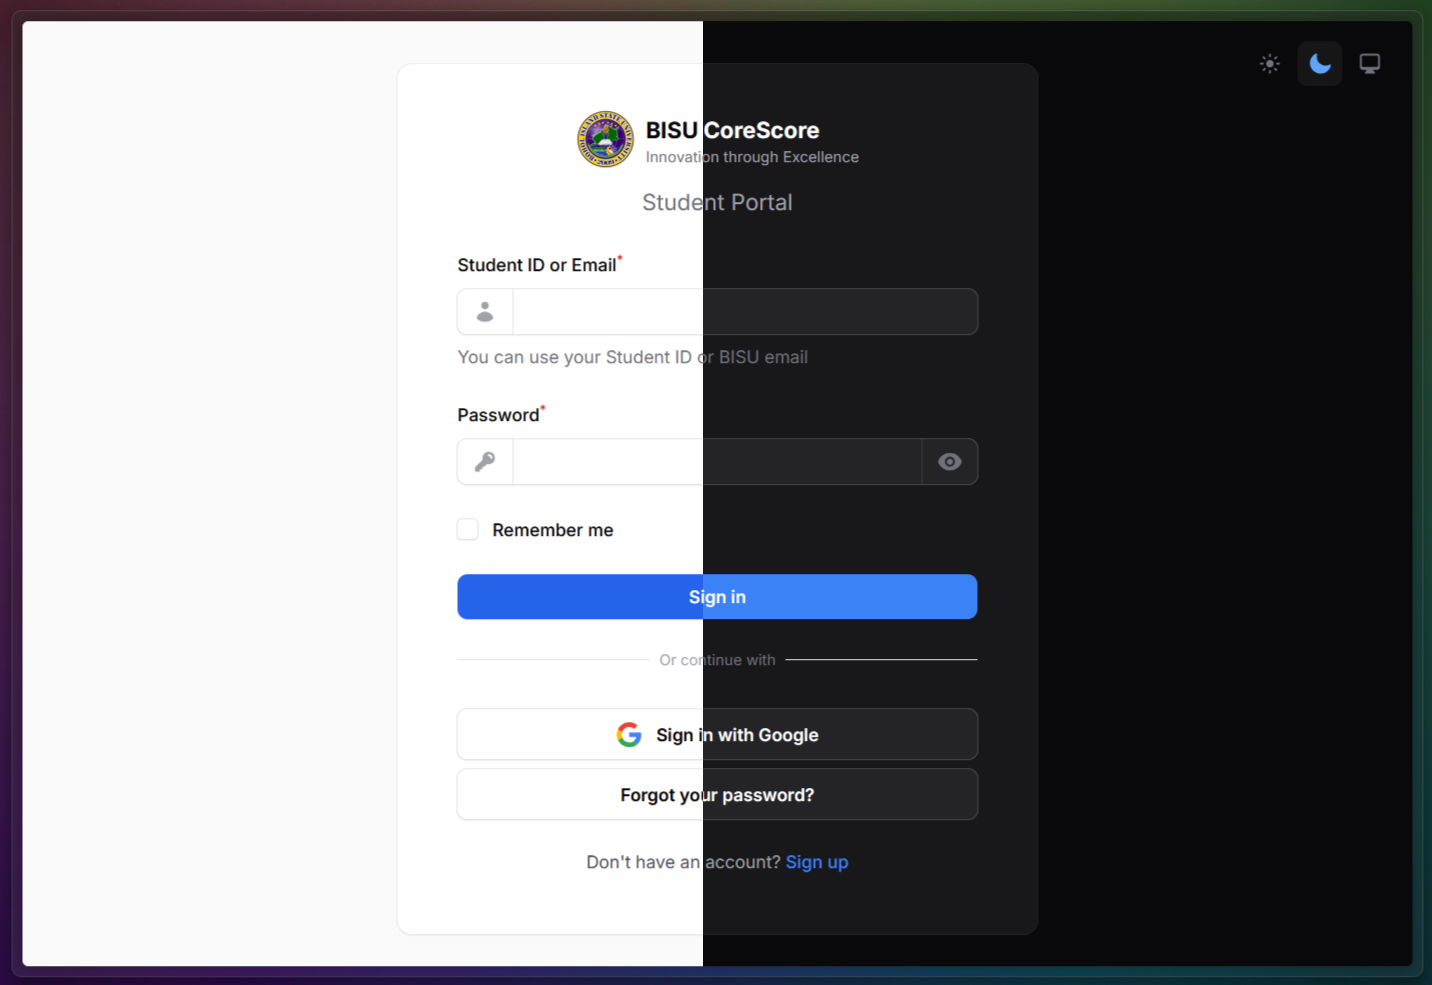 BISU CoreScore
Innovation through Excellence
Student Portal
Student ID or Email*
You can use your Student ID or BISU email
Password*
Remember me
Sign in
Or continue with
Sign in with Google
Forgot your password?
Don't have an account? Sign up